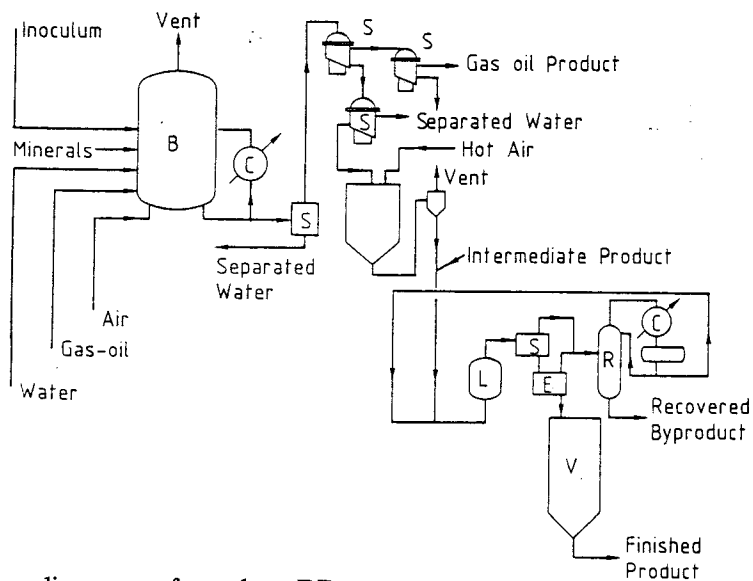 Vent
Inoculum
S
S
Gas oil Product
B
C
S
Separated Water
Minerals
Hot Air
Vent
S
Separated
Water
Intermediate Product
Air
Gas-oil
Water
C
S
L
E
R
Recovered
Byproduct
V
Finished
Product